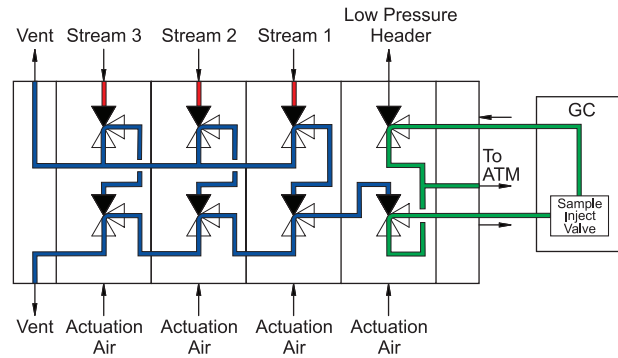 Vent
Stream 3
Stream 2
Stream 1
Low Pressure
Header
GC
To
ATM
Sample
Inject
Valve
Vent
Actuation
Air
Actuation
Air
Actuation
Air
Actuation
Air